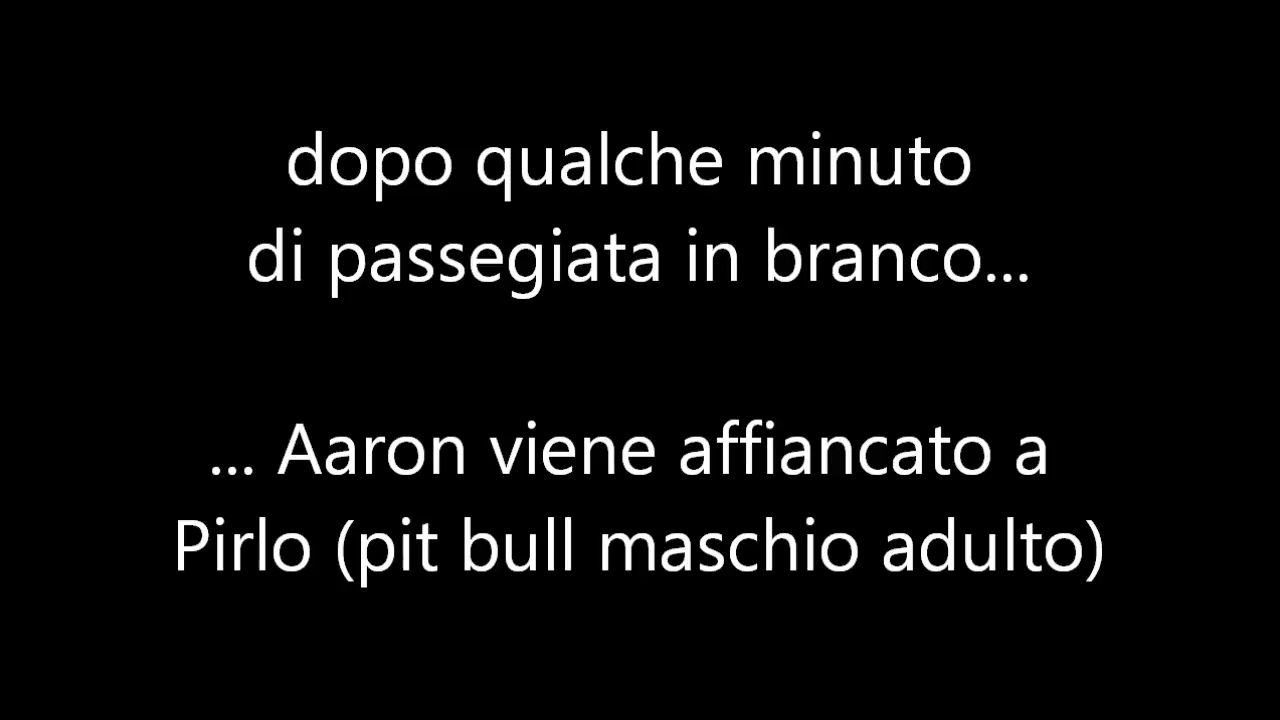 dopo qualche minuto
di passegiata in branco...
... Aaron viene affiancato a
Pirlo (pit bull maschio adulto)